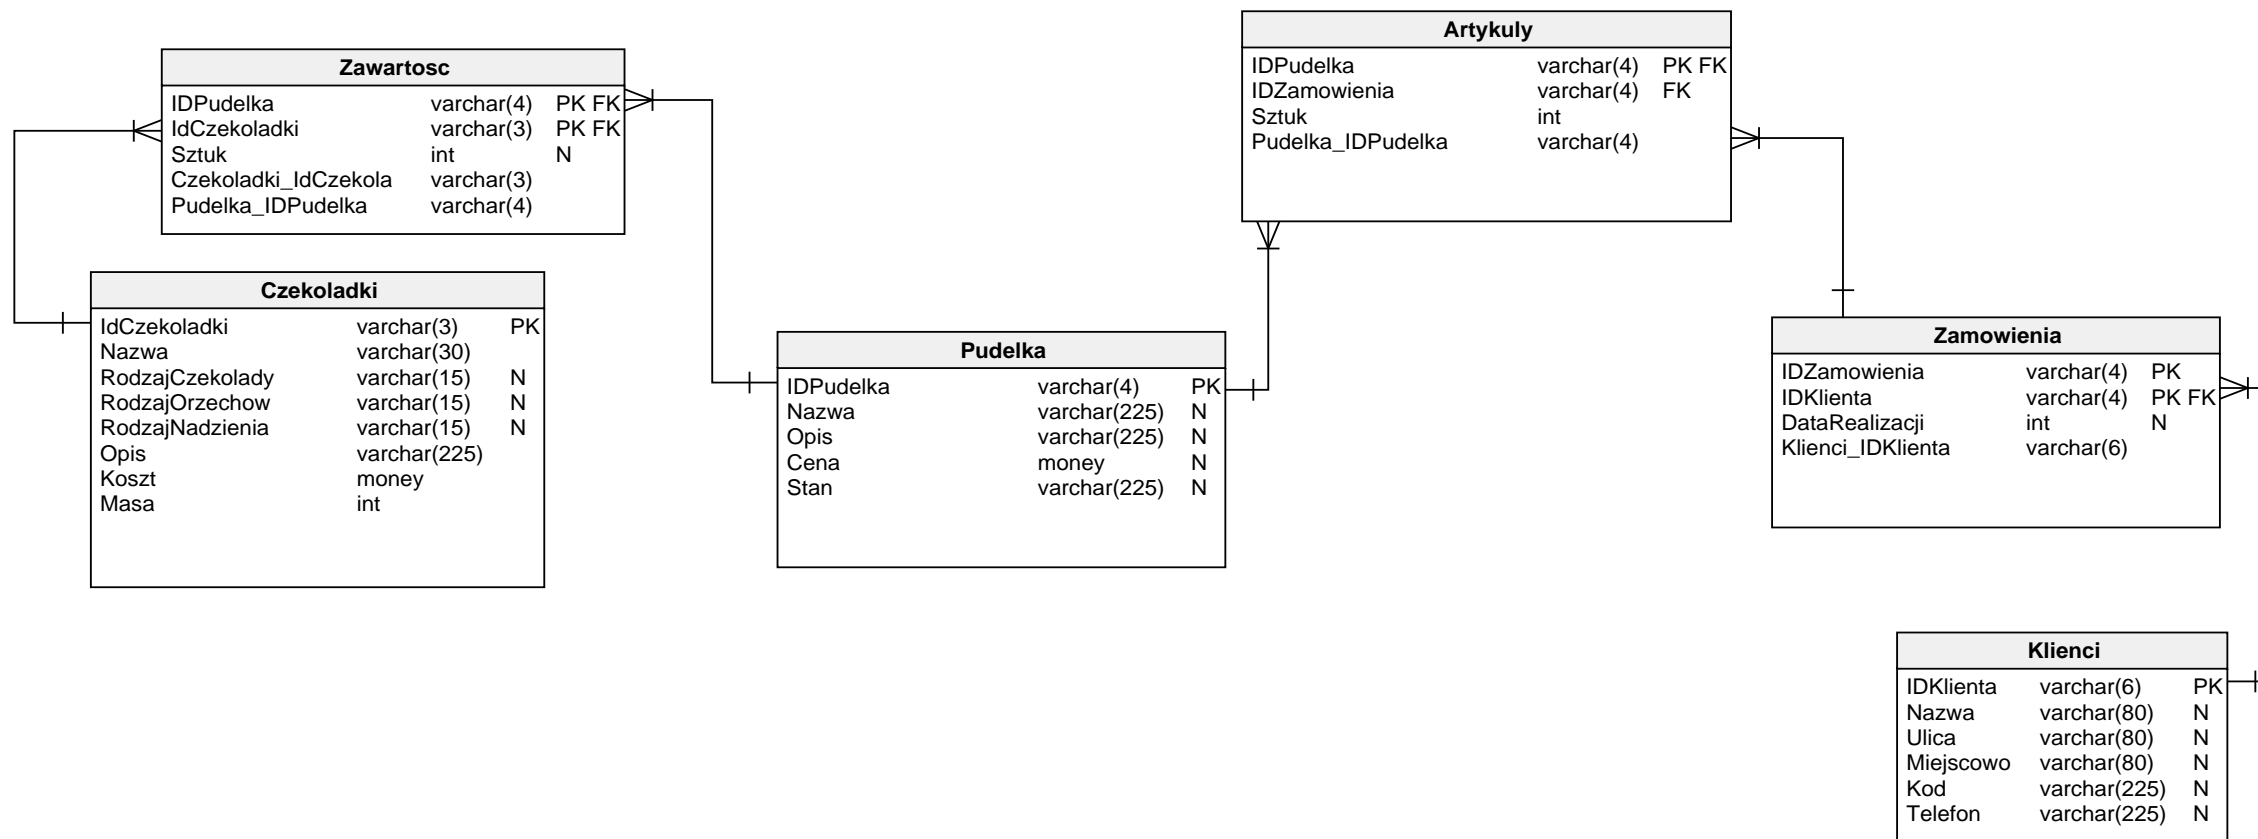 Zawartosc
IDPudelka varchar(4) PK FK
IdCzekoladki varchar(3) PK FK
Sztuk int N
Czekoladki_IdCzekola varchar(3)
Pudelka_IDPudelka varchar(4)
Czekoladki
IdCzekoladki varchar(3) PK
Nazwa varchar(30)
RodzajCzekolady varchar(15) N
RodzajOrzechow varchar(15) N
RodzajNadzienia varchar(15) N
Opis varchar(225)
Koszt money
Masa int
Pudelka
IDPudelka varchar(4) PK
Nazwa varchar(225) N
Opis varchar(225) N
Cena money N
Stan varchar(225) N
Artykuly
IDPudelka varchar(4) PK FK
IDZamowienia varchar(4) FK
Sztuk int
Pudelka_IDPudelka varchar(4)
Zamowienia
IDZamowienia varchar(4) PK
IDKlienta varchar(4) PK FK
DataRealizacji int N
Klienci_IDKlienta varchar(6)
Klienci
IDKlienta varchar(6) PK
Nazwa varchar(80) N
Ulica varchar(80) N
Miejscowo varchar(80) N
Kod varchar(225) N
Telefon varchar(225) N